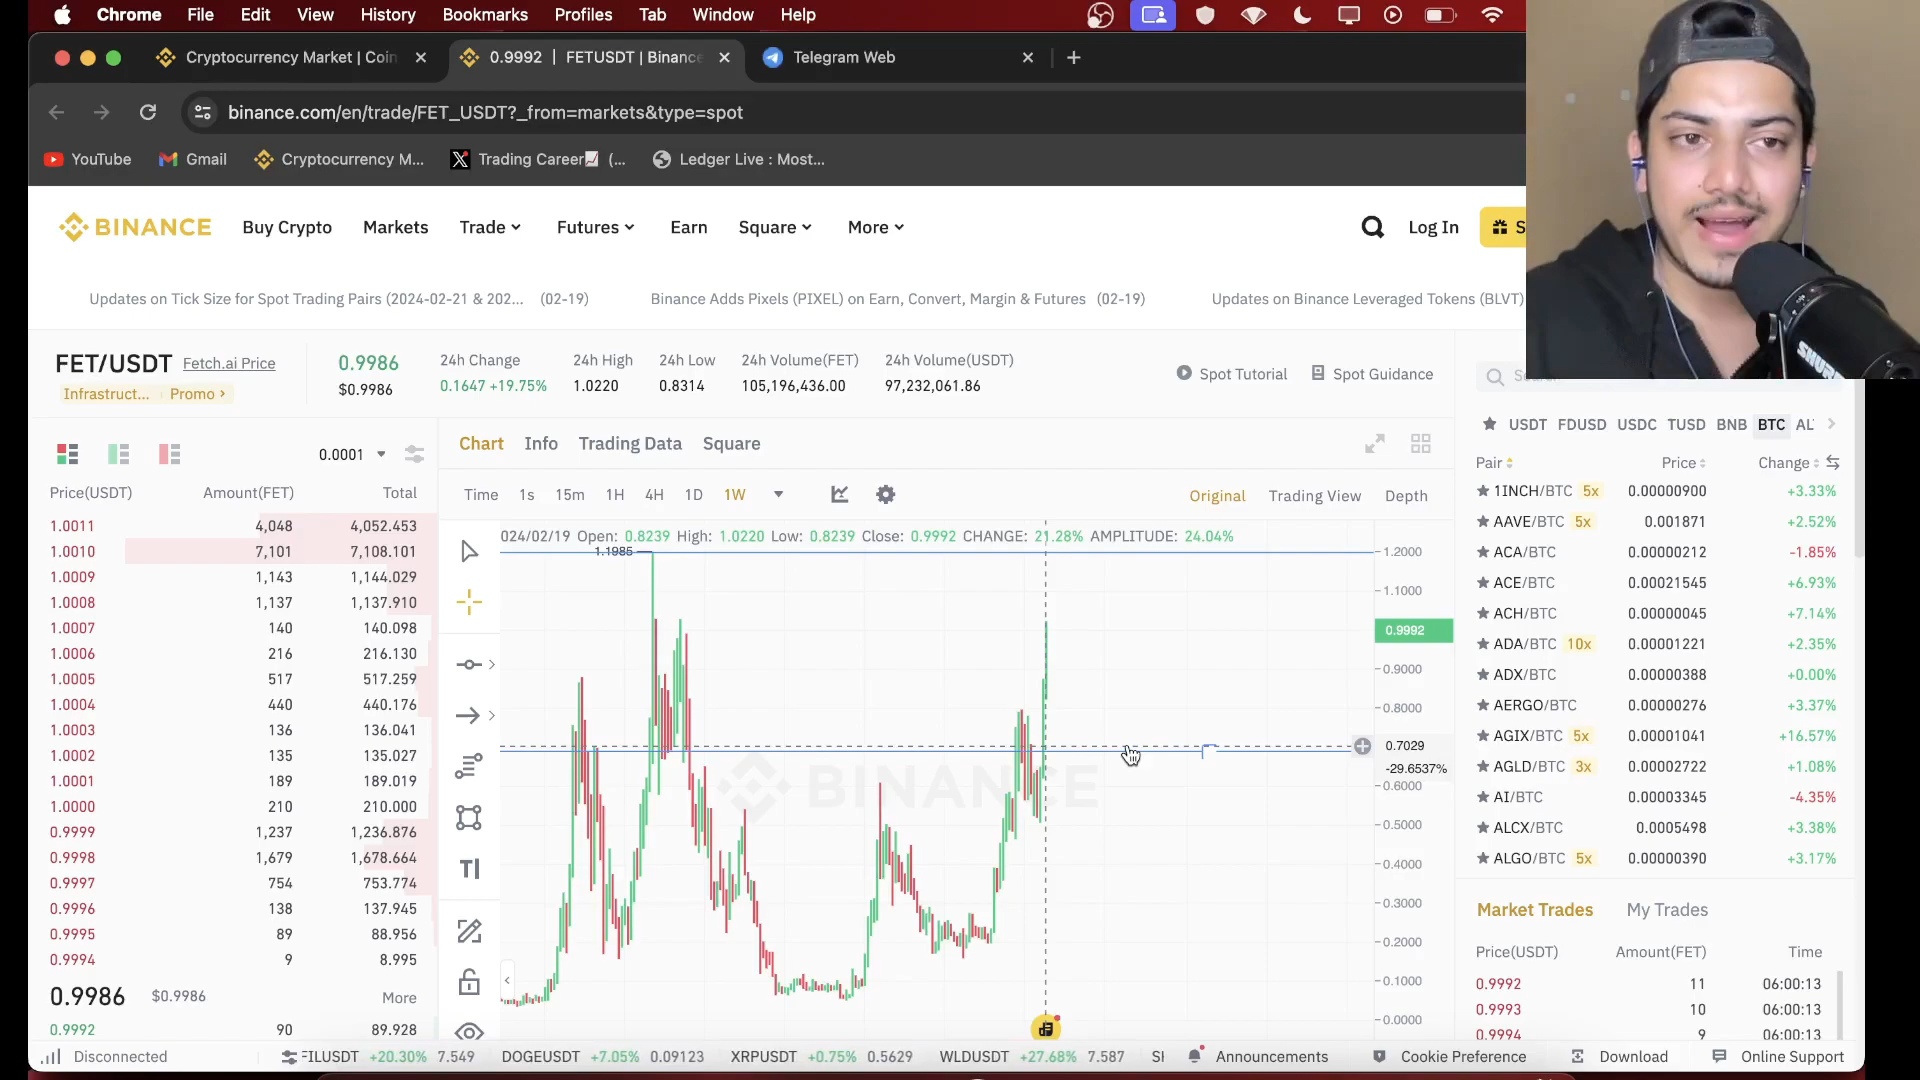 Chrome File Edit View History Bookmarks Profiles Tab Window Help
Cryptocurrency Market | Coin
0.9992 | FETUSDT | Binance
Telegram Web
binance.com/en/trade/FET_USDT?_from=markets&type=spot
YouTube Gmail Cryptocurrency M... Trading Career (... Ledger Live : Most...
BINANCE Buy Crypto Markets Trade Futures Earn Square More Log In S
Updates on Tick Size for Spot Trading Pairs (2024-02-21 & 202... (02-19) Binance Adds Pixels (PIXEL) on Earn, Convert, Margin & Futures (02-19) Updates on Binance Leveraged Tokens (BLVT)
FET/USDT Fetch.ai Price
Infrastruct... Promo >
0.9986
$0.9986
24h Change
0.1647 +19.75%
24h High
1.0220
24h Low
0.8314
24h Volume(FET)
105,196,436.00
24h Volume(USDT)
97,232,061.86
Spot Tutorial Spot Guidance
0.0001
Price(USDT) Amount(FET) Total
1.0011 4,048 4,052.453
1.0010 7,101 7,108.101
1.0009 1,143 1,144.029
1.0008 1,137 1,137.910
1.0007 140 140.098
1.0006 216 216.130
1.0005 517 517.259
1.0004 440 440.176
1.0003 136 136.041
1.0002 135 135.027
1.0001 189 189.019
1.0000 210 210.000
0.9999 1,237 1,236.876
0.9998 1,679 1,678.664
0.9997 754 753.774
0.9996 138 137.945
0.9995 89 88.956
0.9994 9 8.995
0.9986 $0.9986 More
0.9992 90 89.928
Chart Info Trading Data Square
Time 1s 15m 1H 4H 1D 1W
Original Trading View Depth
024/02/19 Open: 0.8239 High: 1.0220 Low: 0.8239 Close: 0.9992 CHANGE: 21.28% AMPLITUDE: 24.04%
1.1985
1.2000
1.1000
0.9992
0.9000
0.8000
0.7029
-29.6537%
0.6000
0.5000
0.4000
0.3000
0.2000
0.1000
0.0000
BINANCE
USDT FDUSD USDC TUSD BNB BTC AL
Pair Price Change
1INCH/BTC 5x 0.00000900 +3.33%
AAVE/BTC 5x 0.001871 +2.52%
ACA/BTC 0.00000212 -1.85%
ACE/BTC 0.00021545 +6.93%
ACH/BTC 0.00000045 +7.14%
ADA/BTC 10x 0.00001221 +2.35%
ADX/BTC 0.00000388 +0.00%
AERGO/BTC 0.00000276 +3.37%
AGIX/BTC 5x 0.00001041 +16.57%
AGLD/BTC 3x 0.00002722 +1.08%
AI/BTC 0.00003345 -4.35%
ALCX/BTC 0.0005498 +3.38%
ALGO/BTC 5x 0.00000390 +3.17%
Market Trades My Trades
Price(USDT) Amount(FET) Time
0.9992 11 06:00:13
0.9993 10 06:00:13
0.9994 9 06:00:13
Disconnected
FILUSDT +20.30% 7.549 DOGEUSDT +7.05% 0.09123 XRPUSDT +0.75% 0.5629 WLDUSDT +27.68% 7.587
Announcements Cookie Preference Download Online Support